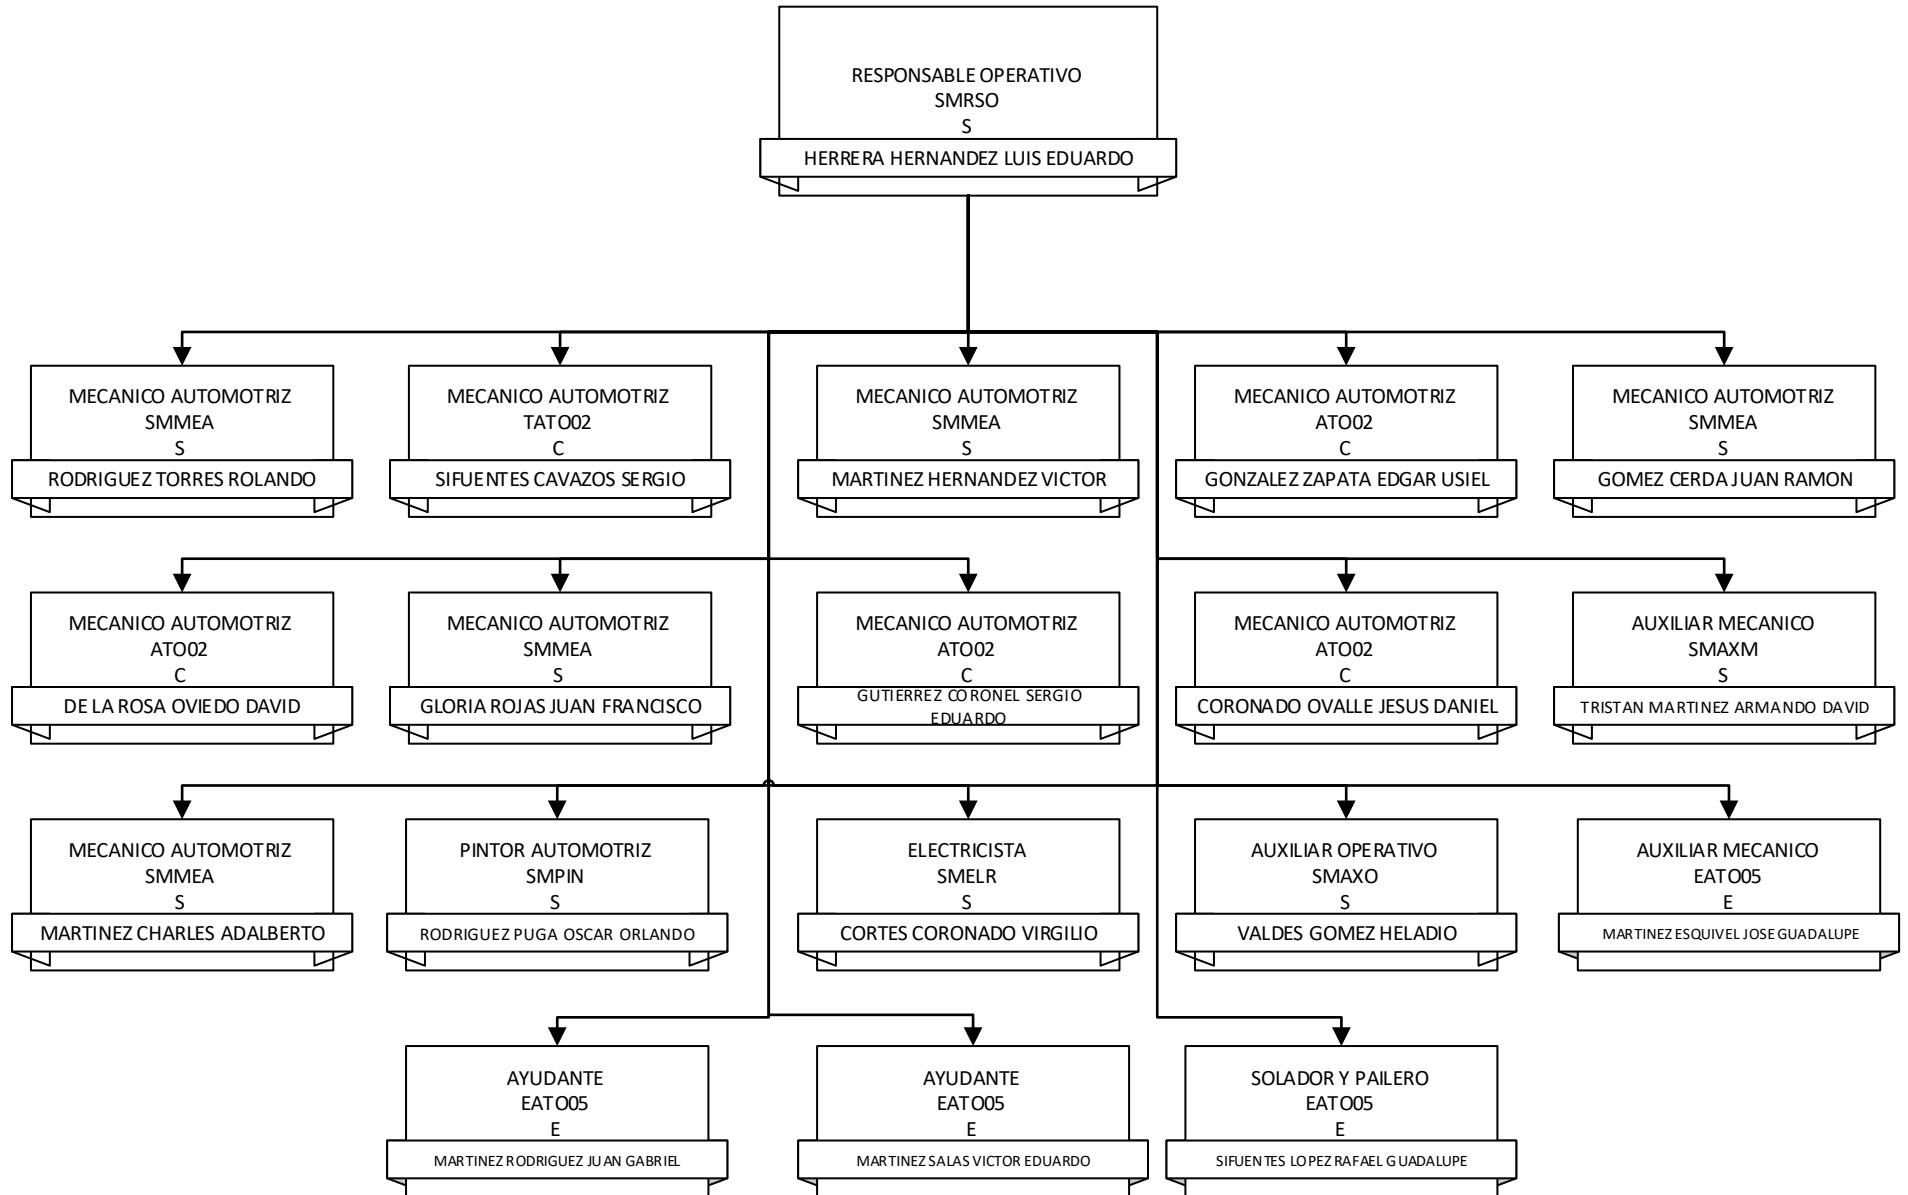 RESPONSABLE OPERATIVO
SMRSO
S
HERRERA HERNANDEZ LUIS EDUARDO
MECANICO AUTOMOTRIZ
SMMEA
S
RODRIGUEZ TORRES ROLANDO
MECANICO AUTOMOTRIZ
TATO02
C
SIFUENTES CAVAZOS SERGIO
MECANICO AUTOMOTRIZ
SMMEA
S
MARTINEZ HERNANDEZ VICTOR
MECANICO AUTOMOTRIZ
ATO02
C
GONZALEZ ZAPATA EDGAR USIEL
MECANICO AUTOMOTRIZ
SMMEA
S
GOMEZ CERDA JUAN RAMON
MECANICO AUTOMOTRIZ
ATO02
C
DE LA ROSA OVIEDO DAVID
MECANICO AUTOMOTRIZ
SMMEA
S
GLORIA ROJAS JUAN FRANCISCO
MECANICO AUTOMOTRIZ
ATO02
C
GUTIERREZ CORONEL SERGIO
EDUARDO
MECANICO AUTOMOTRIZ
ATO02
C
CORONADO OVALLE JESUS DANIEL
AUXILIAR MECANICO
SMAXM
S
TRISTAN MARTINEZ ARMANDO DAVID
MECANICO AUTOMOTRIZ
SMMEA
S
MARTINEZ CHARLES ADALBERTO
PINTOR AUTOMOTRIZ
SMPIN
S
RODRIGUEZ PUGA OSCAR ORLANDO
ELECTRICISTA
SMELR
S
CORTES CORONADO VIRGILIO
AUXILIAR OPERATIVO
SMAXO
S
VALDES GOMEZ HELADIO
AUXILIAR MECANICO
EATO05
E
MARTINEZ ESQUIVEL JOSE GUADALUPE
AYUDANTE
EATO05
E
MARTINEZ RODRIGUEZ JUAN GABRIEL
AYUDANTE
EATO05
E
MARTINEZ SALAS VICTOR EDUARDO
SOLADOR Y PAILERO
EATO05
E
SIFUENTES LOPEZ RAFAEL GUADALUPE